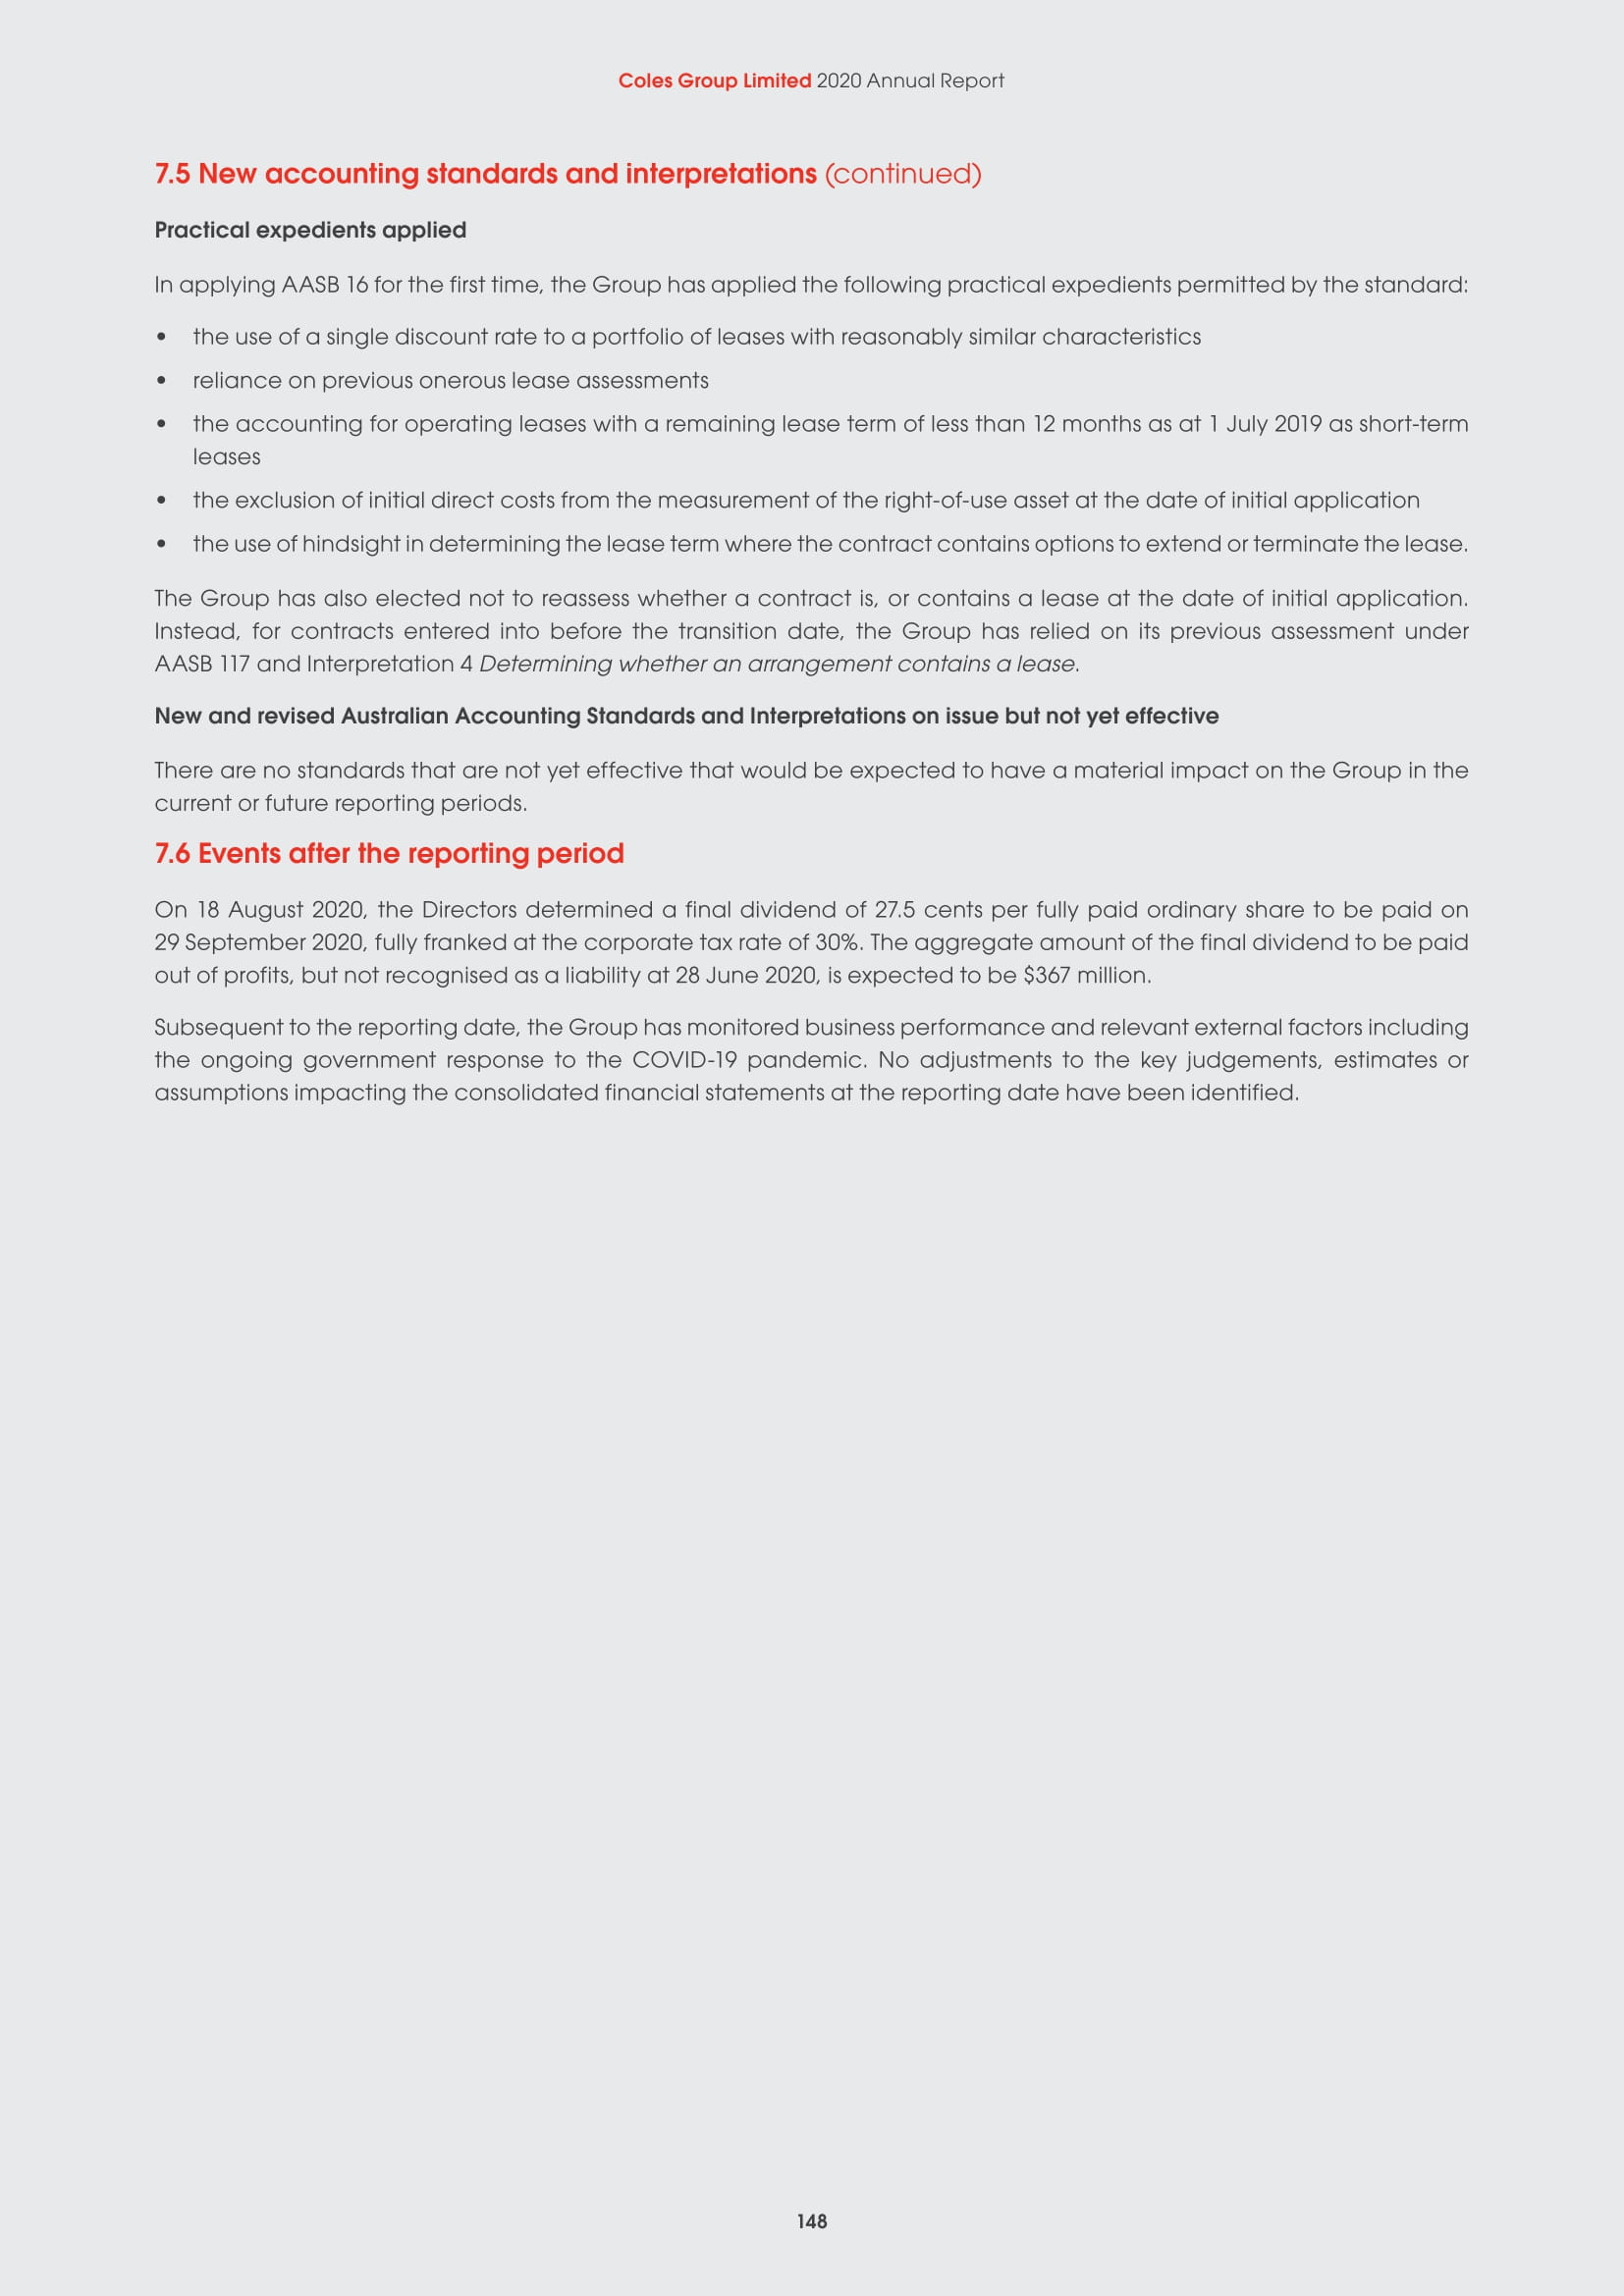 Coles Group Limited 2020 Annual Report
7.5 New accounting standards and interpretations (continued)
Practical expedients applied
In applying AASB 16 for the first time, the Group has applied the following practical expedients permitted by the standard:
• the use of a single discount rate to a portfolio of leases with reasonably similar characteristics
• reliance on previous onerous lease assessments
• the accounting for operating leases with a remaining lease term of less than 12 months as at 1 July 2019 as short-term
leases
• the exclusion of initial direct costs from the measurement of the right-of-use asset at the date of initial application
• the use of hindsight in determining the lease term where the contract contains options to extend or terminate the lease.
The Group has also elected not to reassess whether a contract is, or contains a lease at the date of initial application.
Instead, for contracts entered into before the transition date, the Group has relied on its previous assessment under
AASB 117 and Interpretation 4 Determining whether an arrangement contains a lease.
New and revised Australian Accounting Standards and Interpretations on issue but not yet effective
There are no standards that are not yet effective that would be expected to have a material impact on the Group in the
current or future reporting periods.
7.6 Events after the reporting period
On 18 August 2020, the Directors determined a final dividend of 27.5 cents per fully paid ordinary share to be paid on
29 September 2020, fully franked at the corporate tax rate of 30%. The aggregate amount of the final dividend to be paid
out of profits, but not recognised as a liability at 28 June 2020, is expected to be $367 million.
Subsequent to the reporting date, the Group has monitored business performance and relevant external factors including
the ongoing government response to the COVID-19 pandemic. No adjustments to the key judgements, estimates or
assumptions impacting the consolidated financial statements at the reporting date have been identified.
148